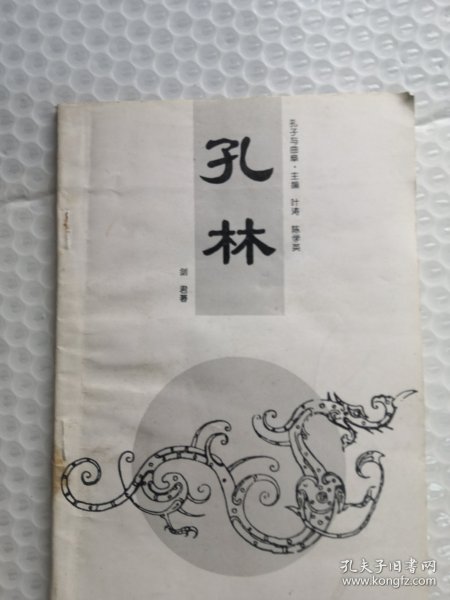 孔林
孔子与曲阜·主编 叶涛 陈学英
剑君著
孔夫子旧书网
www.kongfz.com